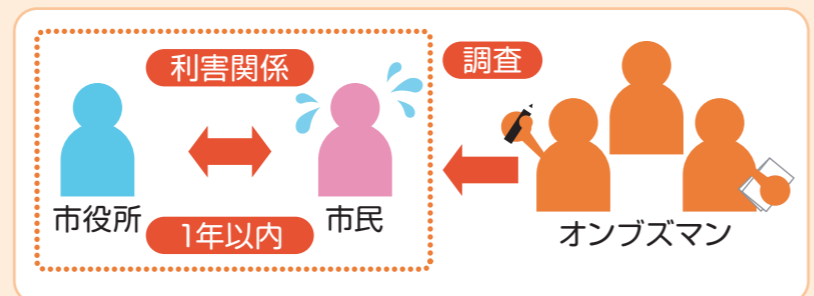 利害関係
調査
市役所
1年以内
市民
オンブズマン